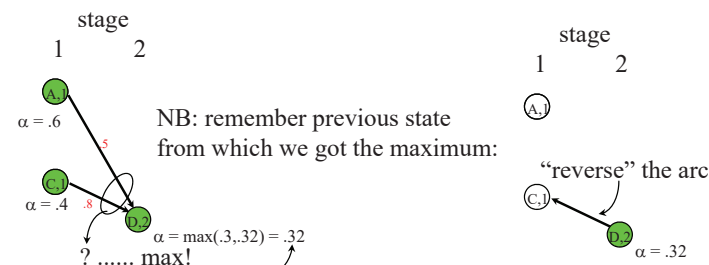 stage
1 2
A,1
α = .6
.5
C,1
α = .4
.8
D,2
α = max(.3,.32) = .32
? ...... max!
NB: remember previous state
from which we got the maximum:
stage
1 2
A,1
“reverse” the arc
C,1
D,2
α = .32